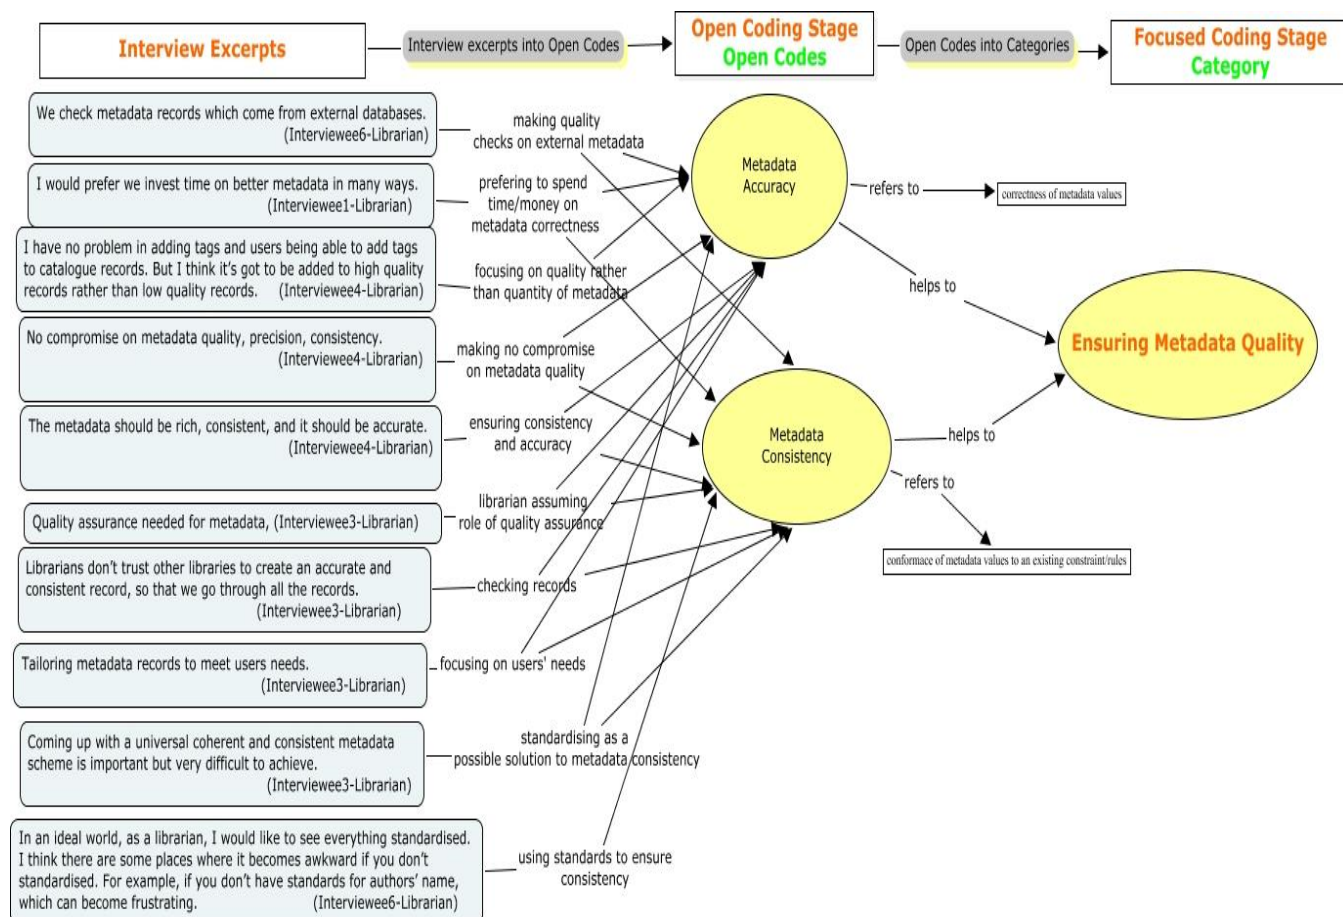 Interview Excerpts
Interview excerpts into Open Codes
Open Coding Stage
Open Codes
Open Codes into Categories
Focused Coding Stage
Category
We check metadata records which come from external databases.
(Interviewee6-Librarian)
making quality
checks on external metadata
I would prefer we invest time on better metadata in many ways.
(Interviewee1-Librarian)
prefering to spend
time/money on
metadata correctness
I have no problem in adding tags and users being able to add tags
to catalogue records. But I think it's got to be added to high quality
records rather than low quality records. (Interviewee4-Librarian)
focusing on quality rather
than quantity of metadata
No compromise on metadata quality, precision, consistency.
(Interviewee4-Librarian)
making no compromise
on metadata quality
The metadata should be rich, consistent, and it should be accurate.
(Interviewee4-Librarian)
ensuring consistency
and accuracy
Quality assurance needed for metadata, (Interviewee3-Librarian)
librarian assuming
role of quality assurance
Librarians don't trust other libraries to create an accurate and
consistent record, so that we go through all the records.
(Interviewee3-Librarian)
checking records
Tailoring metadata records to meet users needs.
(Interviewee3-Librarian)
focusing on users' needs
Coming up with a universal coherent and consistent metadata
scheme is important but very difficult to achieve.
(Interviewee3-Librarian)
standardising as a
possible solution to metadata consistency
In an ideal world, as a librarian, I would like to see everything standardised.
I think there are some places where it becomes awkward if you don't
standardised. For example, if you don't have standards for authors' name,
which can become frustrating. (Interviewee6-Librarian)
using standards to ensure
consistency
Metadata
Accuracy
refers to
correctness of metadata values
helps to
Ensuring Metadata Quality
Metadata
Consistency
helps to
refers to
conformace of metadata values to an existing constraint/rules